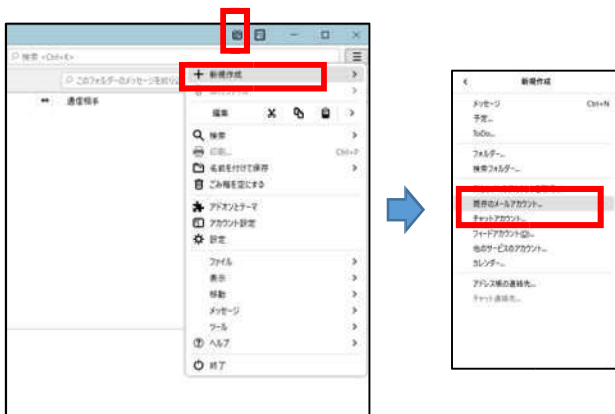 検索 <Ctrl+K>
このフォルダーのメッセージを絞り込
通信相手
新規作成
編集
検索
印刷... Ctrl+P
名前を付けて保存
ごみ箱を空にする
アドオンとテーマ
アカウント設定
設定
ファイル
表示
移動
メッセージ
ツール
ヘルプ
終了
新規作成
メッセージ Ctrl+N
予定...
ToDo...
フォルダー...
検索フォルダー...
既存のメールアカウント...
チャットアカウント...
フィードアカウント(D)...
他のサービスのアカウント...
カレンダー...
アドレス帳の連絡先...
チャット連絡先...